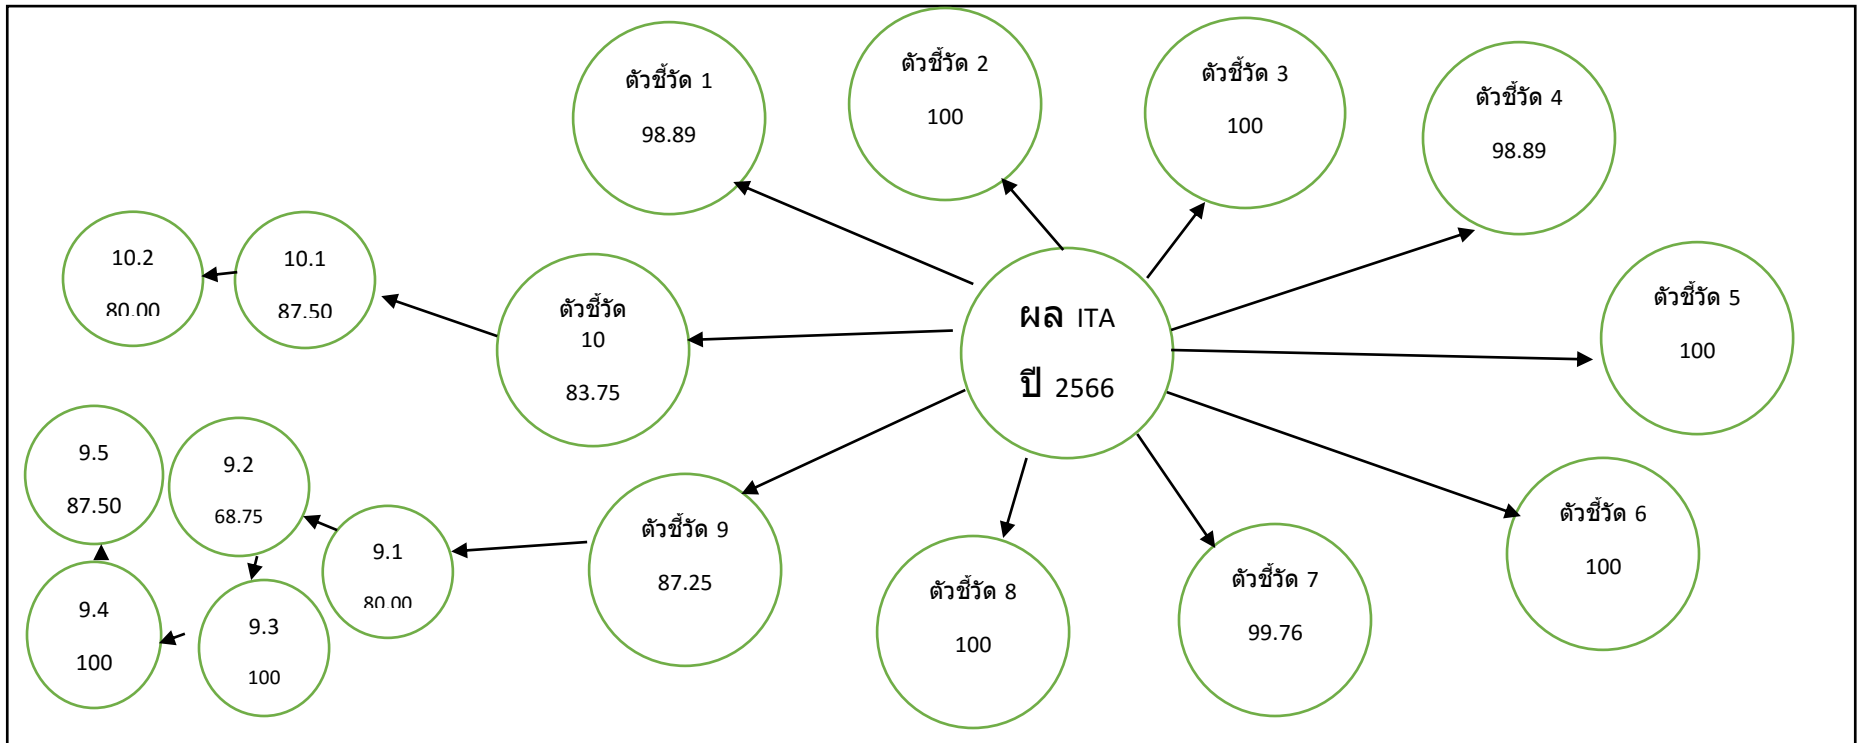 ตัวชี้วัด 1
98.89
ตัวชี้วัด 2
100
ตัวชี้วัด 3
100
ตัวชี้วัด 4
98.89
10.2
80.00
10.1
87.50
ตัวชี้วัด
10
83.75
ผล ITA
ปี 2566
ตัวชี้วัด 5
100
9.5
87.50
9.2
68.75
9.1
80.00
ตัวชี้วัด 9
87.25
ตัวชี้วัด 6
100
9.4
100
9.3
100
ตัวชี้วัด 8
100
ตัวชี้วัด 7
99.76